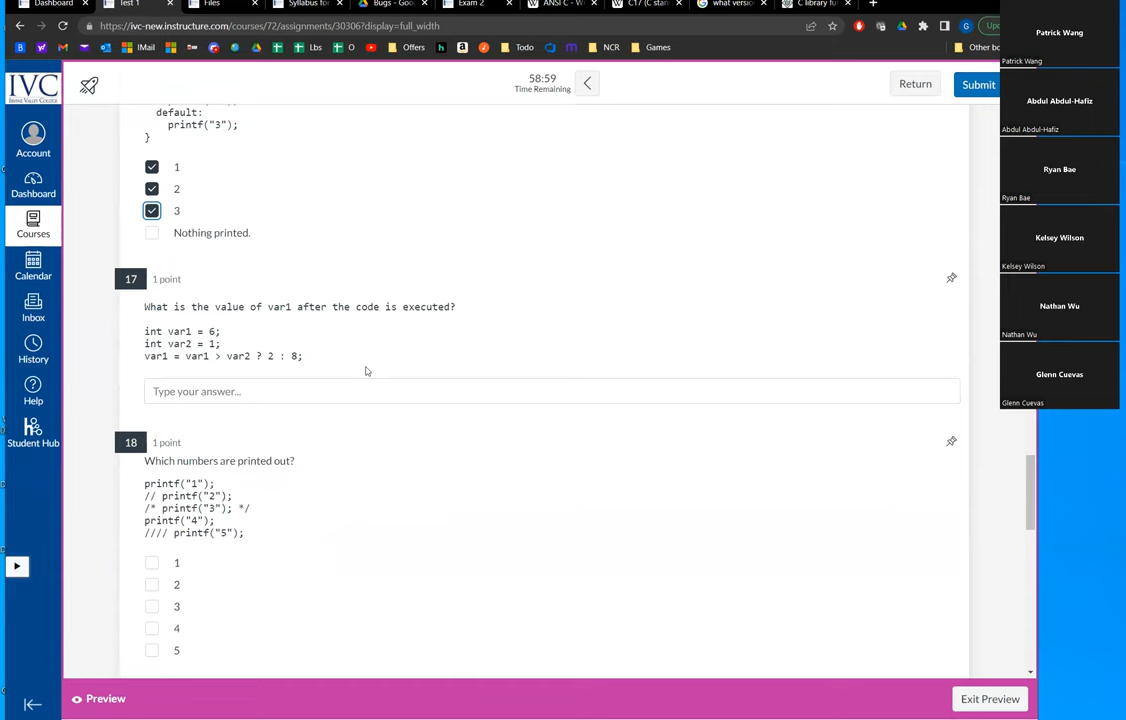 Dashboard
Test 1
Files
Syllabus for
Bugs - Goo
Exam 2
ANSI C - W
C17 (C stan
what versio
C library fu
https://ivc-new.instructure.com/courses/72/assignments/30306?display=full_width
IMail
Lbs
Offers
Todo
NCR
Games
Other bo
IVC
Account
Dashboard
Courses
Calendar
Inbox
History
Help
Student Hub
58:59
Time Remaining
Return
Submit
default:
printf("3");
}
1
2
3
Nothing printed.
17
1 point
What is the value of var1 after the code is executed?
int var1 = 6;
int var2 = 1;
var1 = var1 > var2 ? 2 : 8;
Type your answer...
18
1 point
Which numbers are printed out?
printf("1");
// printf("2");
/* printf("3"); */
printf("4");
//// printf("5");
1
2
3
4
5
Preview
Exit Preview
Patrick Wang
Patrick Wang
Abdul Abdul-Hafiz
Abdul Abdul-Hafiz
Ryan Bae
Ryan Bae
Kelsey Wilson
Kelsey Wilson
Nathan Wu
Nathan Wu
Glenn Cuevas
Glenn Cuevas